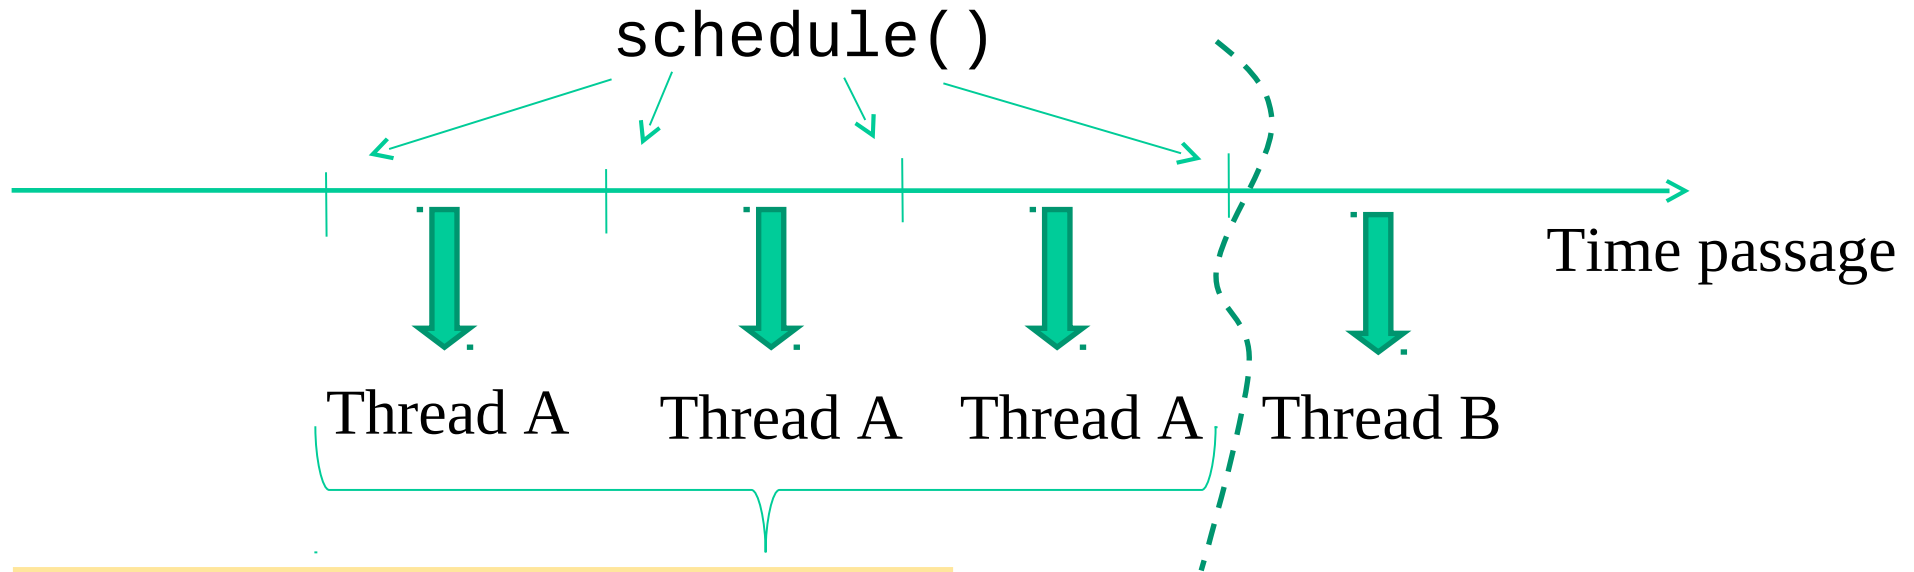 schedule()
Time passage
Thread A
Thread A
Thread A
Thread B